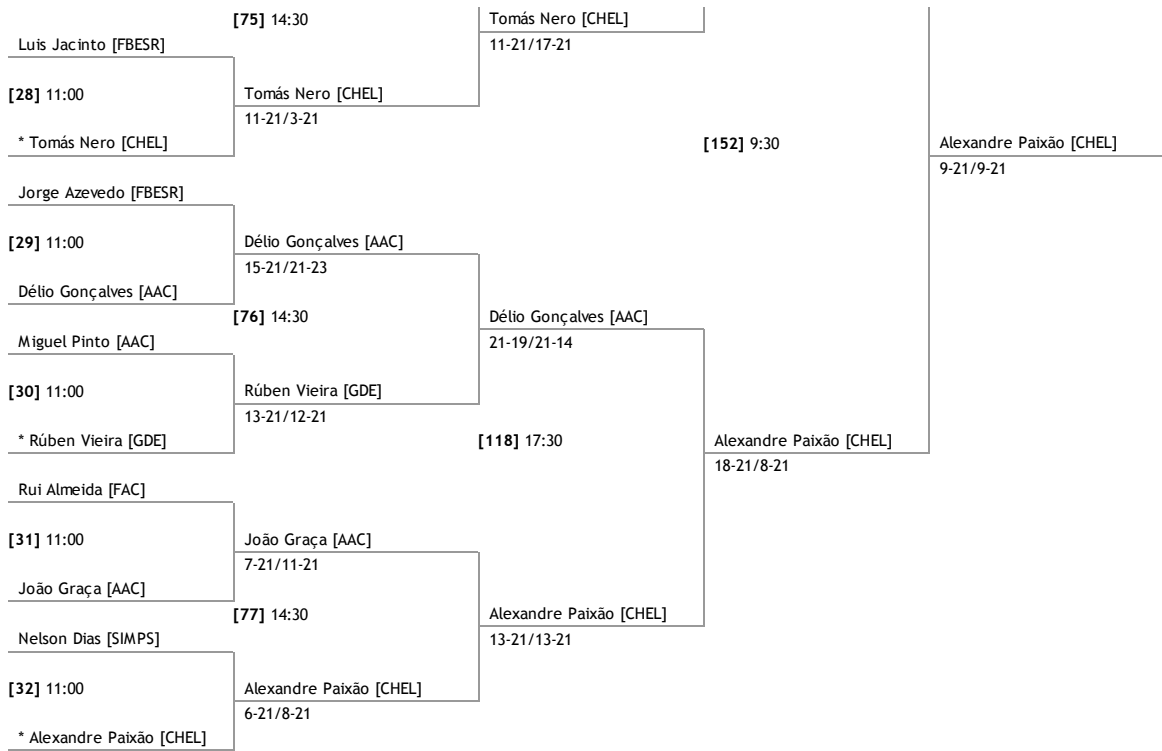 [75] 14:30
Tomás Nero [CHEL]
Luis Jacinto [FBESR]
11-21/17-21
[28] 11:00
Tomás Nero [CHEL]
11-21/3-21
* Tomás Nero [CHEL]
[152] 9:30
Alexandre Paixão [CHEL]
9-21/9-21
Jorge Azevedo [FBESR]
[29] 11:00
Délio Gonçalves [AAC]
15-21/21-23
Délio Gonçalves [AAC]
[76] 14:30
Délio Gonçalves [AAC]
21-19/21-14
Miguel Pinto [AAC]
[30] 11:00
Rúben Vieira [GDE]
13-21/12-21
* Rúben Vieira [GDE]
[118] 17:30
Alexandre Paixão [CHEL]
18-21/8-21
Rui Almeida [FAC]
[31] 11:00
João Graça [AAC]
7-21/11-21
João Graça [AAC]
[77] 14:30
Alexandre Paixão [CHEL]
13-21/13-21
Nelson Dias [SIMPS]
[32] 11:00
Alexandre Paixão [CHEL]
6-21/8-21
* Alexandre Paixão [CHEL]